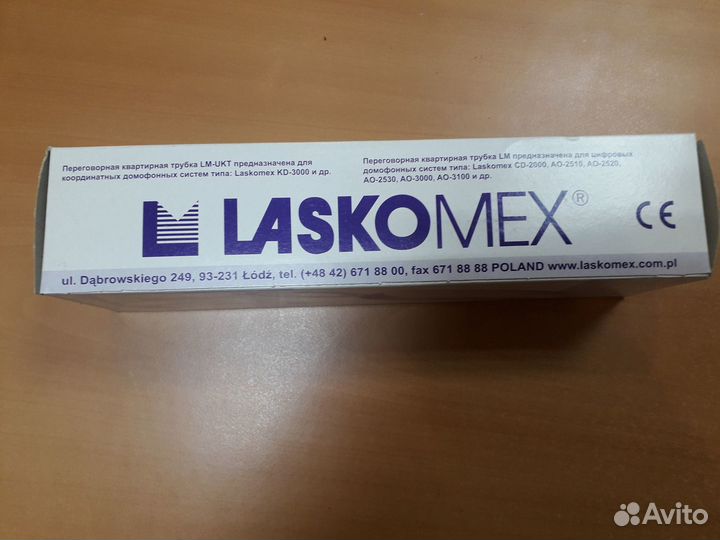 Переговорная квартирная трубка LM-UKT предназначена для
координатных домофонных систем типа: Laskomex KD-3000 и др.
Переговорная квартирная трубка LM предназначена для цифровых
домофонных систем типа: Laskomex CD-2000, AO-2510, AO-2520,
AO-2530, AO-3000, AO-3100 и др.
LASKOMEX® CE
ul. Dąbrowskiego 249, 93-231 Łódź, tel. (+48 42) 671 88 00, fax 671 88 88 POLAND www.laskomex.com.pl
Avito